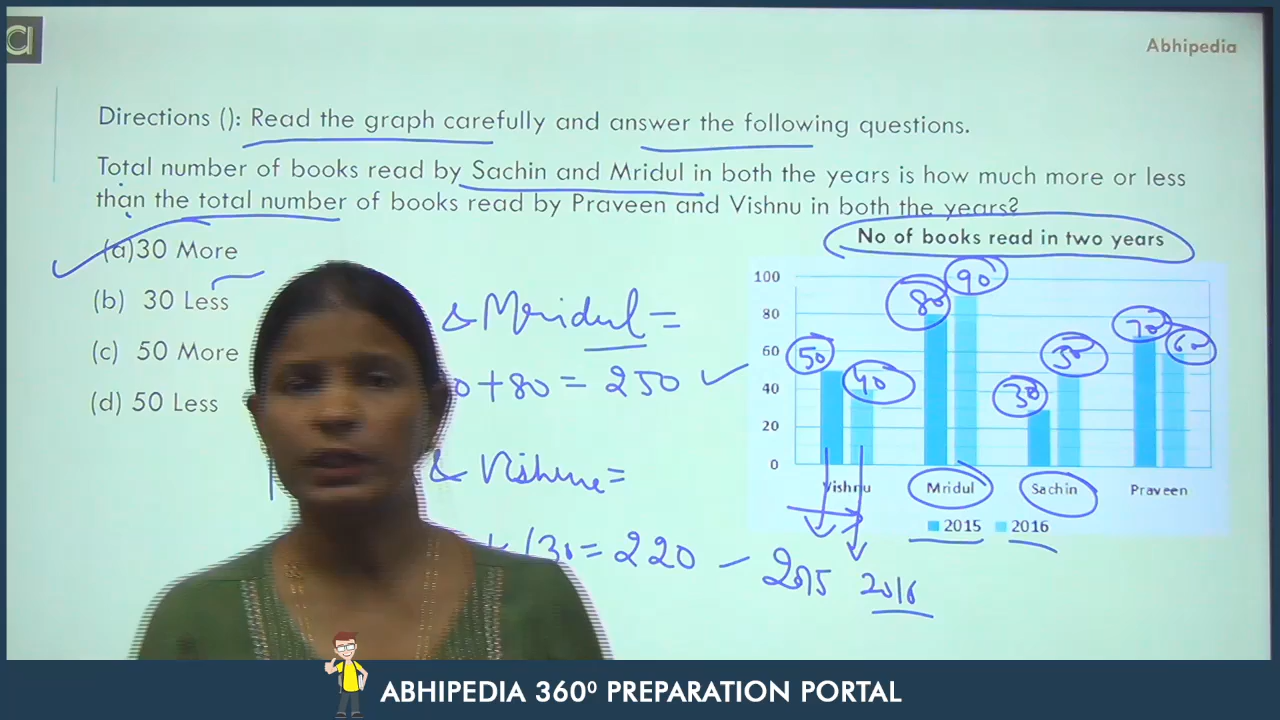 a
Abhipedia
Directions (): Read the graph carefully and answer the following questions.
Total number of books read by Sachin and Mridul in both the years is how much more or less
than the total number of books read by Praveen and Vishnu in both the years?
(a)30 More
(b) 30 Less
(c) 50 More
(d) 50 Less
& Mridul =
0+80 = 250
& Vishnu =
130 = 220
No of books read in two years
100
80
60
40
20
0
50
40
80
90
30
50
70
60
Vishnu Mridul Sachin Praveen
2015 2016
2015 2016
ABHIPEDIA 360⁰ PREPARATION PORTAL